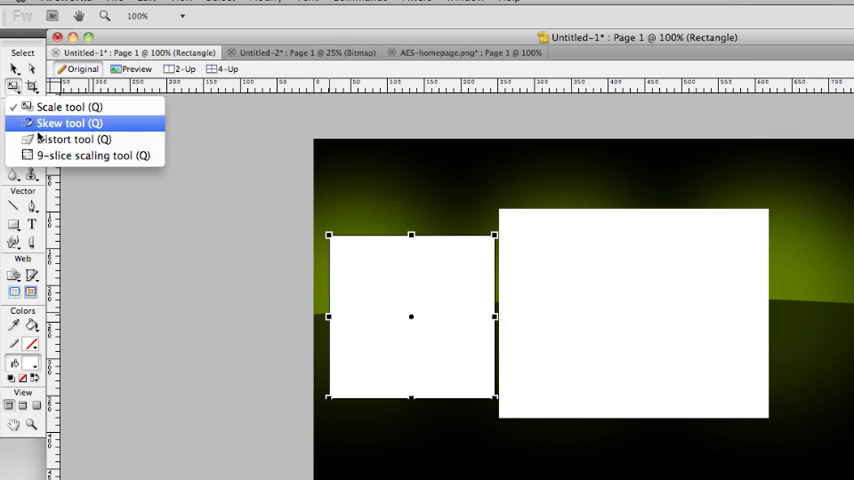 Fw 100%
Untitled-1* : Page 1 @ 100% (Rectangle)
Untitled-1* : Page 1 @ 100% (Rectangle) Untitled-2* : Page 1 @ 25% (Bitmap) AES-homepage.png* : Page 1 @ 100%
Original Preview 2-Up 4-Up
Select
Scale tool (Q)
Skew tool (Q)
Distort tool (Q)
9-slice scaling tool (Q)
Vector
Web
Colors
View